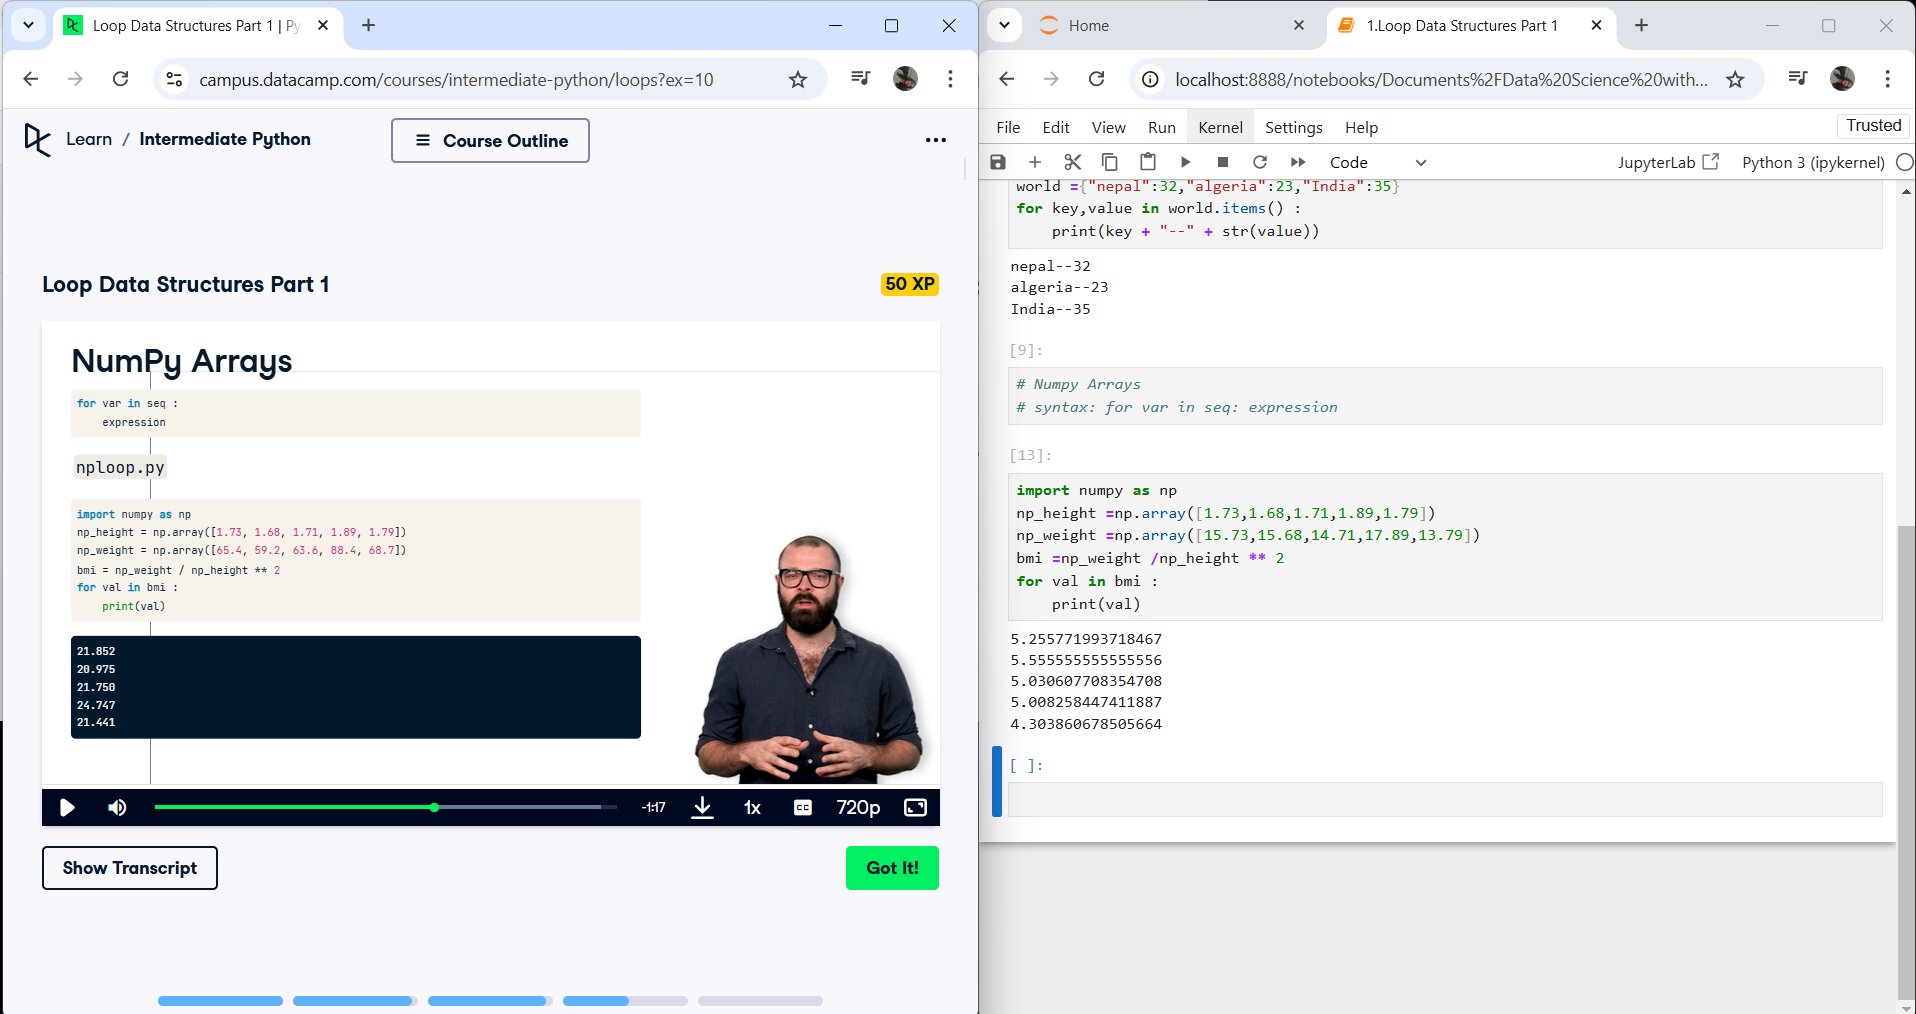 Loop Data Structures Part 1 | Py
campus.datacamp.com/courses/intermediate-python/loops?ex=10
Learn / Intermediate Python
Course Outline
Loop Data Structures Part 1
50 XP
NumPy Arrays
for var in seq :
    expression
nploop.py
import numpy as np
np_height = np.array([1.73, 1.68, 1.71, 1.89, 1.79])
np_weight = np.array([65.4, 59.2, 63.6, 88.4, 68.7])
bmi = np_weight / np_height ** 2
for val in bmi :
    print(val)
21.852
20.975
21.750
24.747
21.441
-1:17
1x
CC
720p
Show Transcript
Got It!
Home
1.Loop Data Structures Part 1
localhost:8888/notebooks/Documents%2FData%20Science%20with...
File Edit View Run Kernel Settings Help
Trusted
Code
JupyterLab
Python 3 (ipykernel)
world ={"nepal":32,"algeria":23,"India":35}
for key,value in world.items() :
    print(key + "--" + str(value))
nepal--32
algeria--23
India--35
[9]:
# Numpy Arrays
# syntax: for var in seq: expression
[13]:
import numpy as np
np_height =np.array([1.73,1.68,1.71,1.89,1.79])
np_weight =np.array([15.73,15.68,14.71,17.89,13.79])
bmi =np_weight /np_height ** 2
for val in bmi :
    print(val)
5.255771993718467
5.555555555555556
5.030607708354708
5.008258447411887
4.303860678505664
[ ]: